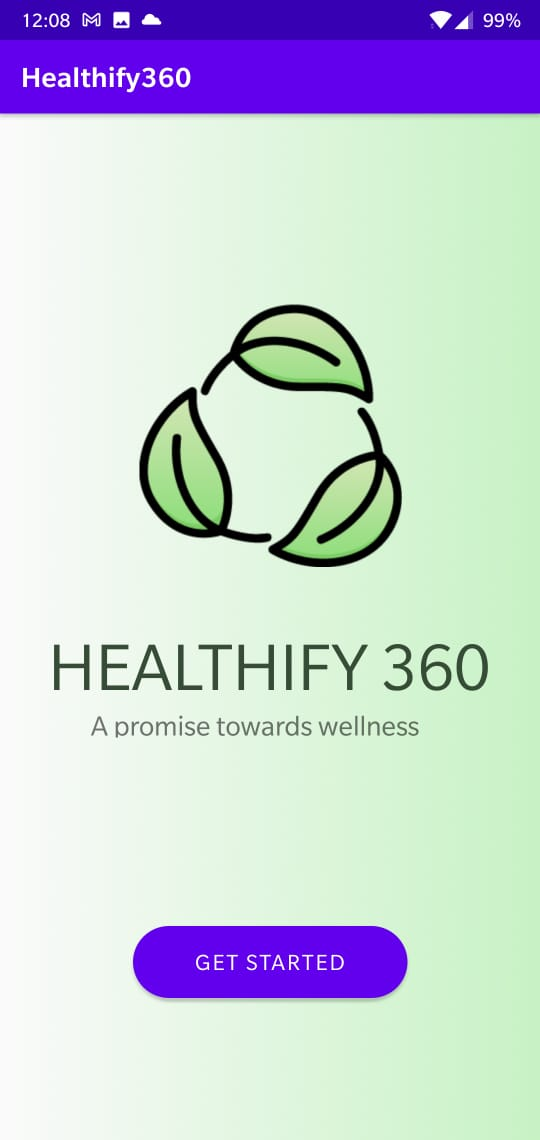 12:08 99%
Healthify360
HEALTHIFY 360
A promise towards wellness
GET STARTED